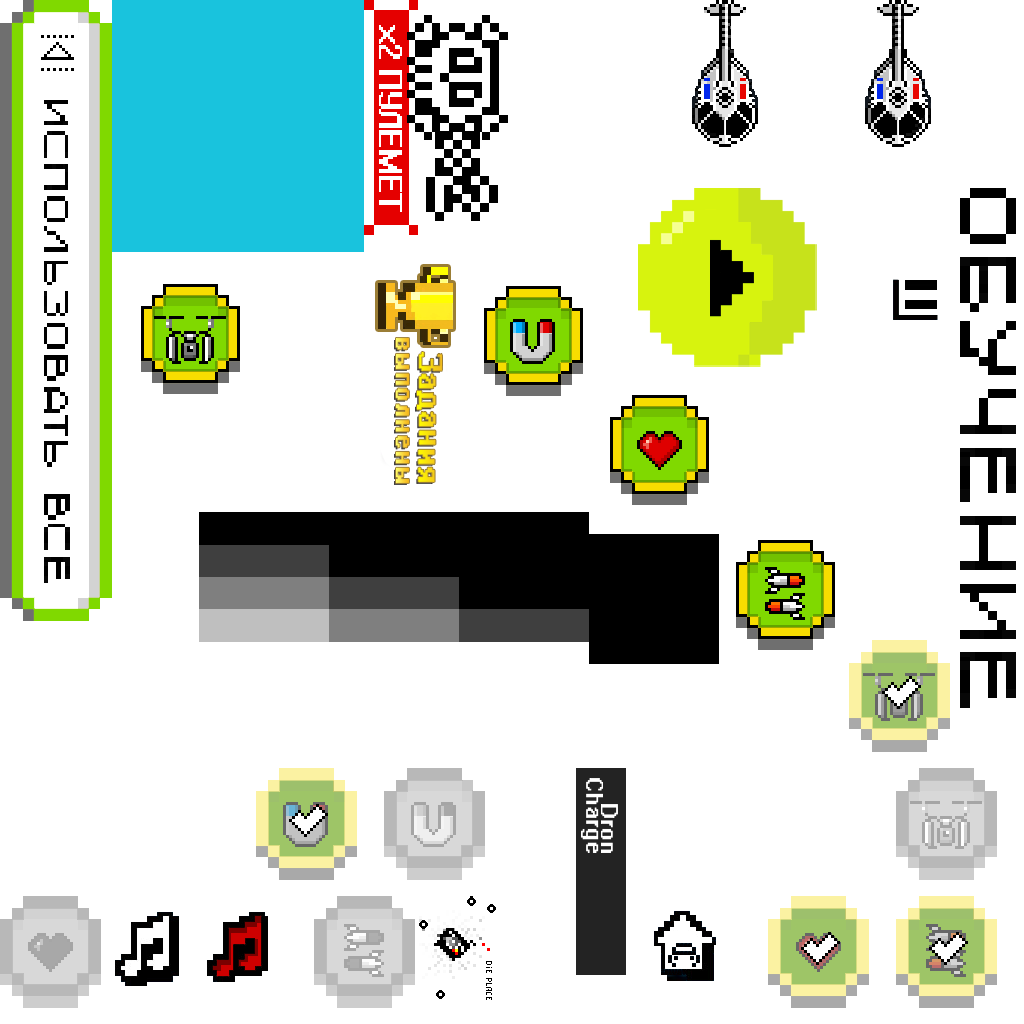 ИСПОЛЬЗОВАТЬ ВСЕ
x2 ПУЛЕМЕТ
Задания
выполнены
ОБУЧЕНИЕ
Dron
Charge
DIE PLACE